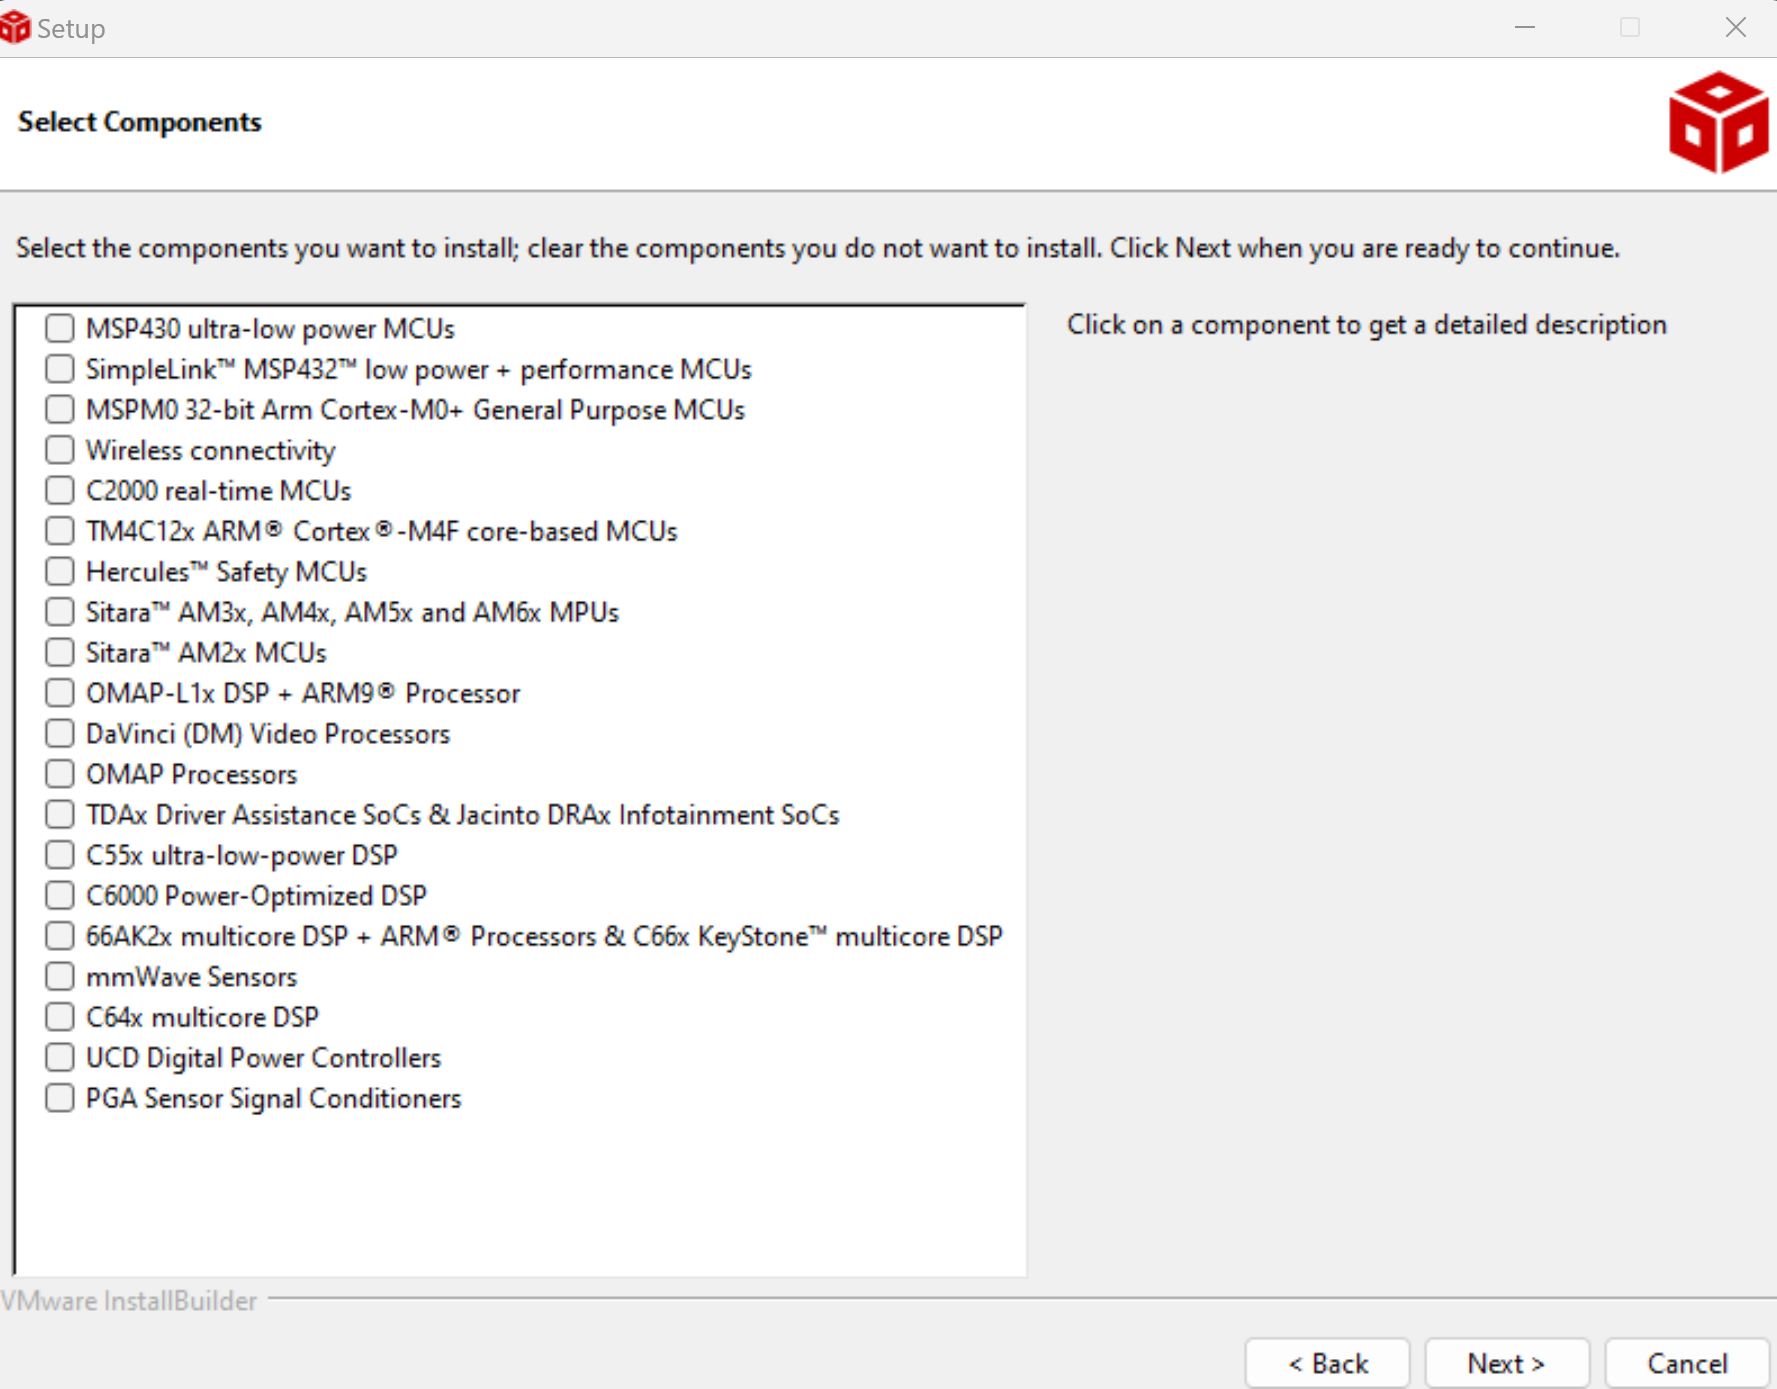 Setup
Select Components
Select the components you want to install; clear the components you do not want to install. Click Next when you are ready to continue.
MSP430 ultra-low power MCUs
SimpleLink™ MSP432™ low power + performance MCUs
MSPM0 32-bit Arm Cortex-M0+ General Purpose MCUs
Wireless connectivity
C2000 real-time MCUs
TM4C12x ARM® Cortex®-M4F core-based MCUs
Hercules™ Safety MCUs
Sitara™ AM3x, AM4x, AM5x and AM6x MPUs
Sitara™ AM2x MCUs
OMAP-L1x DSP + ARM9® Processor
DaVinci (DM) Video Processors
OMAP Processors
TDAx Driver Assistance SoCs & Jacinto DRAx Infotainment SoCs
C55x ultra-low-power DSP
C6000 Power-Optimized DSP
66AK2x multicore DSP + ARM® Processors & C66x KeyStone™ multicore DSP
mmWave Sensors
C64x multicore DSP
UCD Digital Power Controllers
PGA Sensor Signal Conditioners
Click on a component to get a detailed description
VMware InstallBuilder
< Back
Next >
Cancel